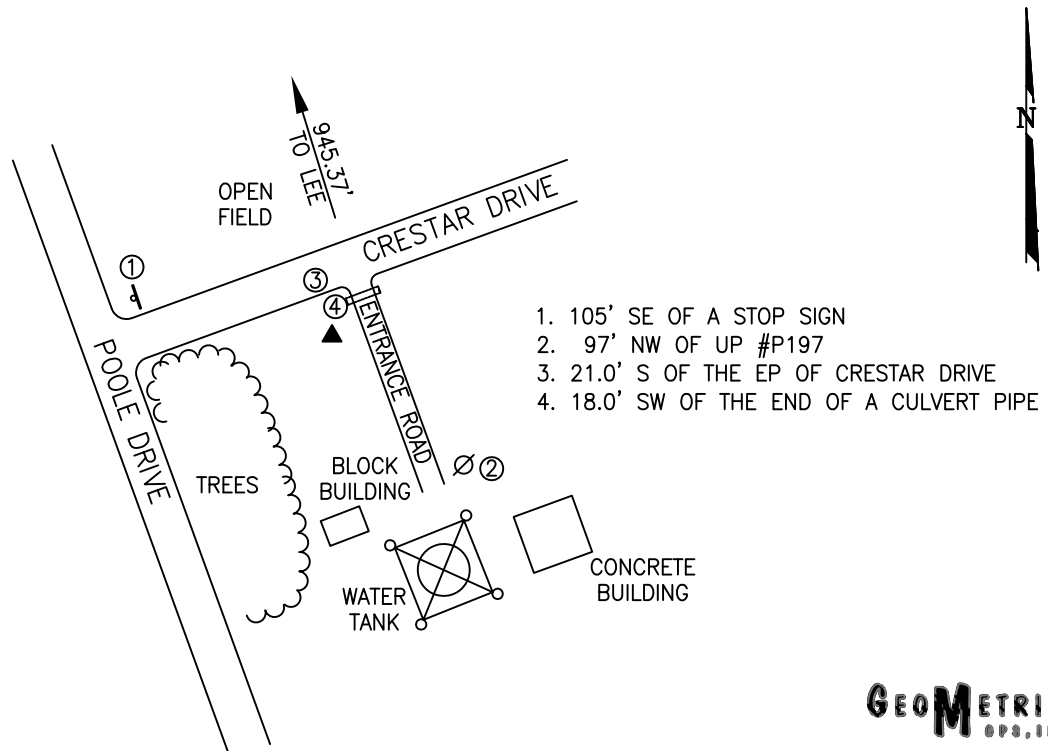 N
945.37'
TO LEE
OPEN
FIELD
CRESTAR DRIVE
1
3
4
ENTRANCE ROAD
1. 105' SE OF A STOP SIGN
2. 97' NW OF UP #P197
3. 21.0' S OF THE EP OF CRESTAR DRIVE
4. 18.0' SW OF THE END OF A CULVERT PIPE
POOLE DRIVE
TREES
BLOCK
BUILDING
2
CONCRETE
BUILDING
WATER
TANK
GEOMETRI
GPS, I